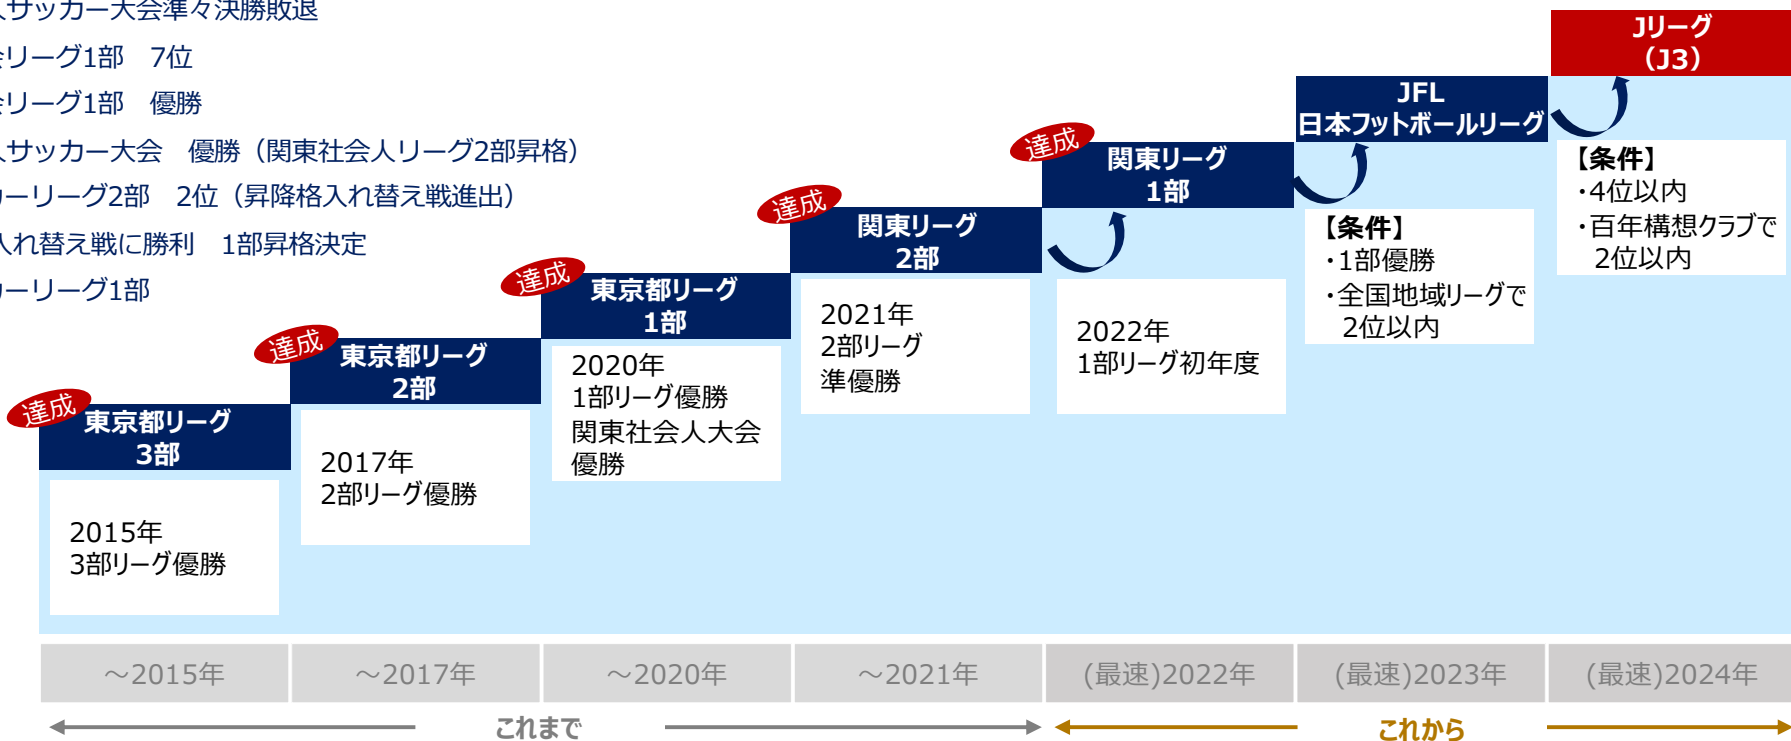 人サッカー大会準々決勝敗退
会リーグ1部　7位
会リーグ1部　優勝
人サッカー大会　優勝（関東社会人リーグ2部昇格）
カーリーグ2部　2位（昇降格入れ替え戦進出）
入れ替え戦に勝利　1部昇格決定
カーリーグ1部
達成
東京都リーグ
3部
2015年
3部リーグ優勝
達成
東京都リーグ
2部
2017年
2部リーグ優勝
達成
東京都リーグ
1部
2020年
1部リーグ優勝
関東社会人大会
優勝
達成
関東リーグ
2部
2021年
2部リーグ
準優勝
達成
関東リーグ
1部
2022年
1部リーグ初年度
JFL
日本フットボールリーグ
【条件】
・1部優勝
・全国地域リーグで
2位以内
Jリーグ
（J3）
【条件】
・4位以内
・百年構想クラブで
2位以内
～2015年
～2017年
～2020年
～2021年
(最速)2022年
(最速)2023年
(最速)2024年
これまで
これから